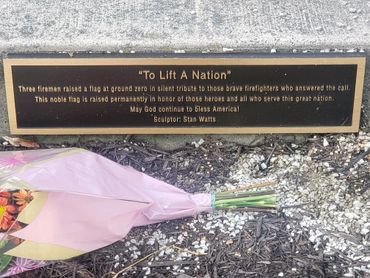 "To Lift A Nation"
Three firemen raised a flag at ground zero in silent tribute to those brave firefighters who answered the call.
This noble flag is raised permanently in honor of those heroes and all who serve this great nation.
May God continue to bless America!
Sculptor: Stan Watts